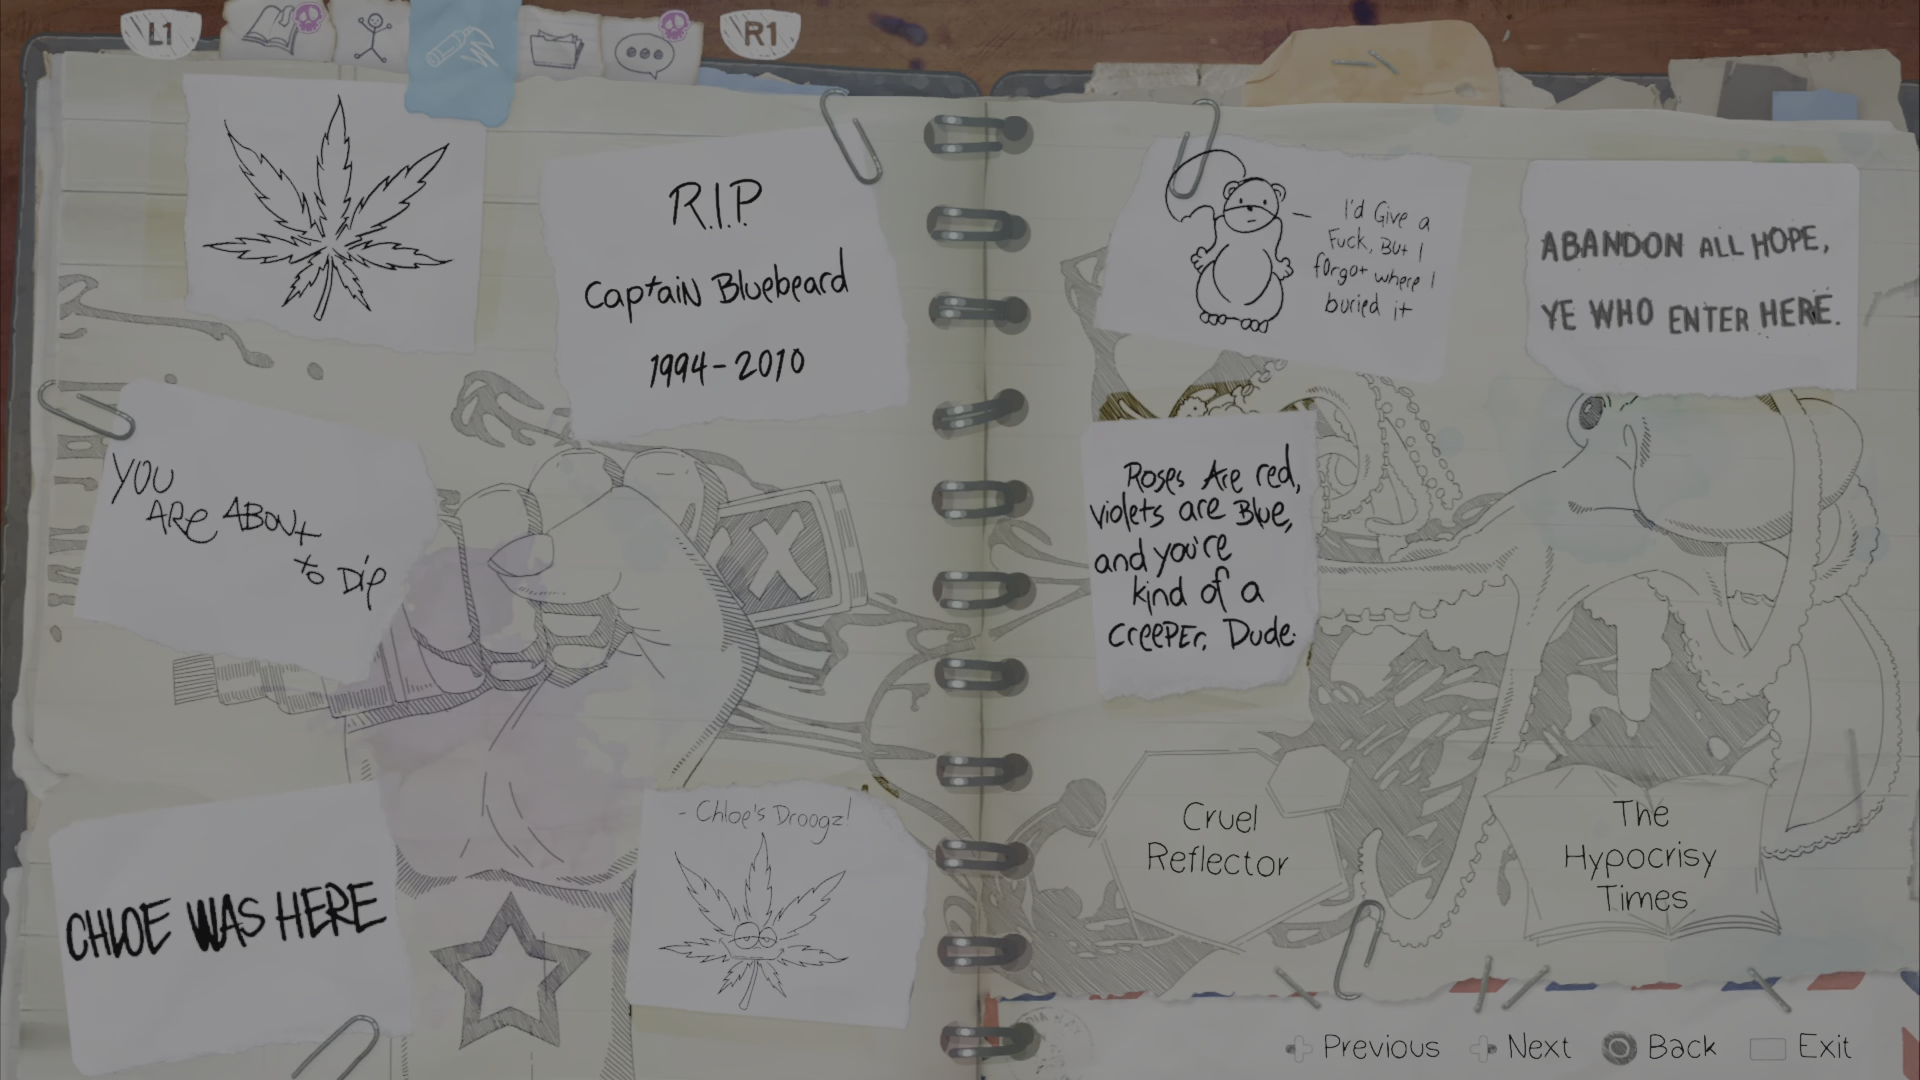 L1
R1
R.I.P
Captain Bluebeard
1994-2010
YOU
ARe ABOut
to Dip
CHLOE WAS HERE
- Chloe's Droogz!
I'd Give a
Fuck, But I
forgot where I
buried it
ABANDON ALL HOPE,
YE WHO ENTER HERE.
Roses Are red,
violets are Blue,
and you're
kind of a
CreePEr, Dude.
Cruel
Reflector
The
Hypocrisy
Times
Previous
Next
Back
Exit